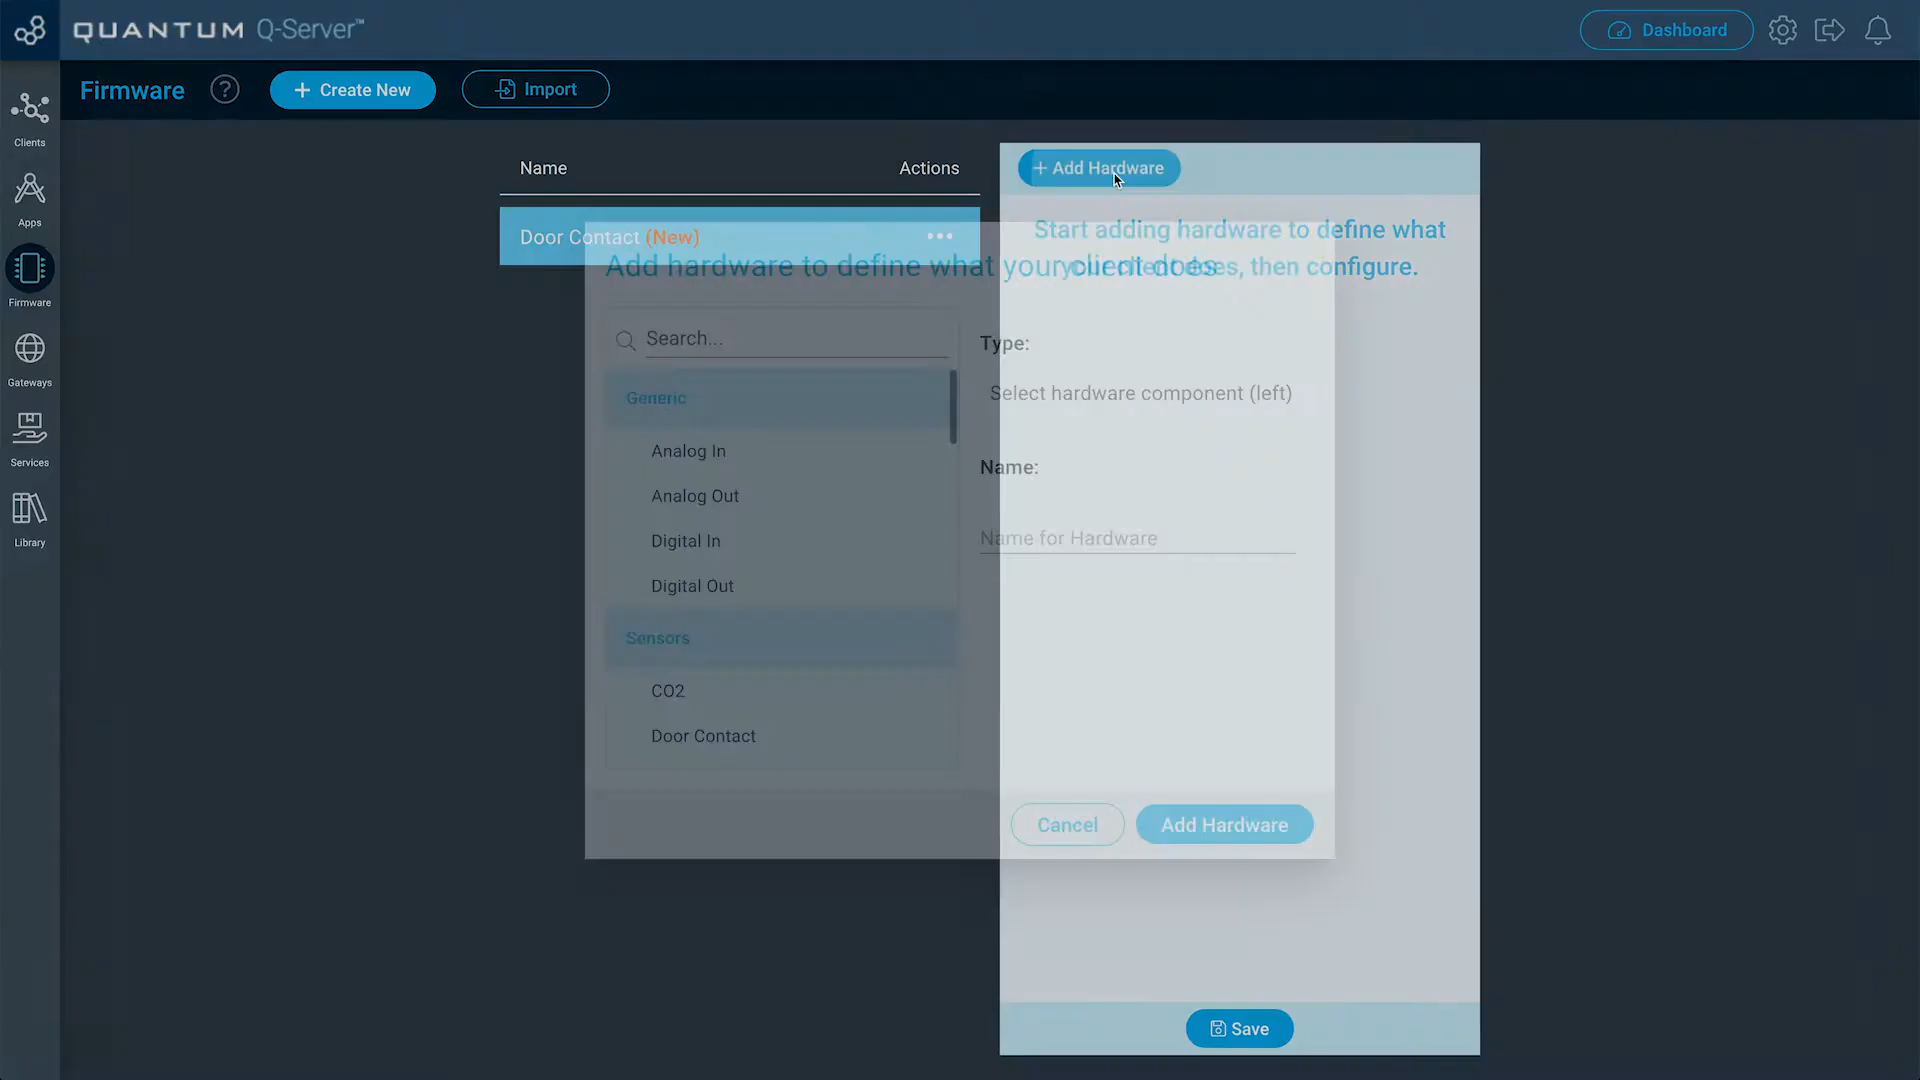 QUANTUM Q-Server™
Dashboard
Firmware
?
+ Create New
Import
Clients
Apps
Firmware
Gateways
Services
Library
Name
Actions
Door Contact (New)
+ Add Hardware
Start adding hardware to define what
your client does, then configure.
Add hardware to define what your client does
Search...
Generic
Analog In
Analog Out
Digital In
Digital Out
Sensors
CO2
Door Contact
Type:
Select hardware component (left)
Name:
Name for Hardware
Cancel
Add Hardware
Save